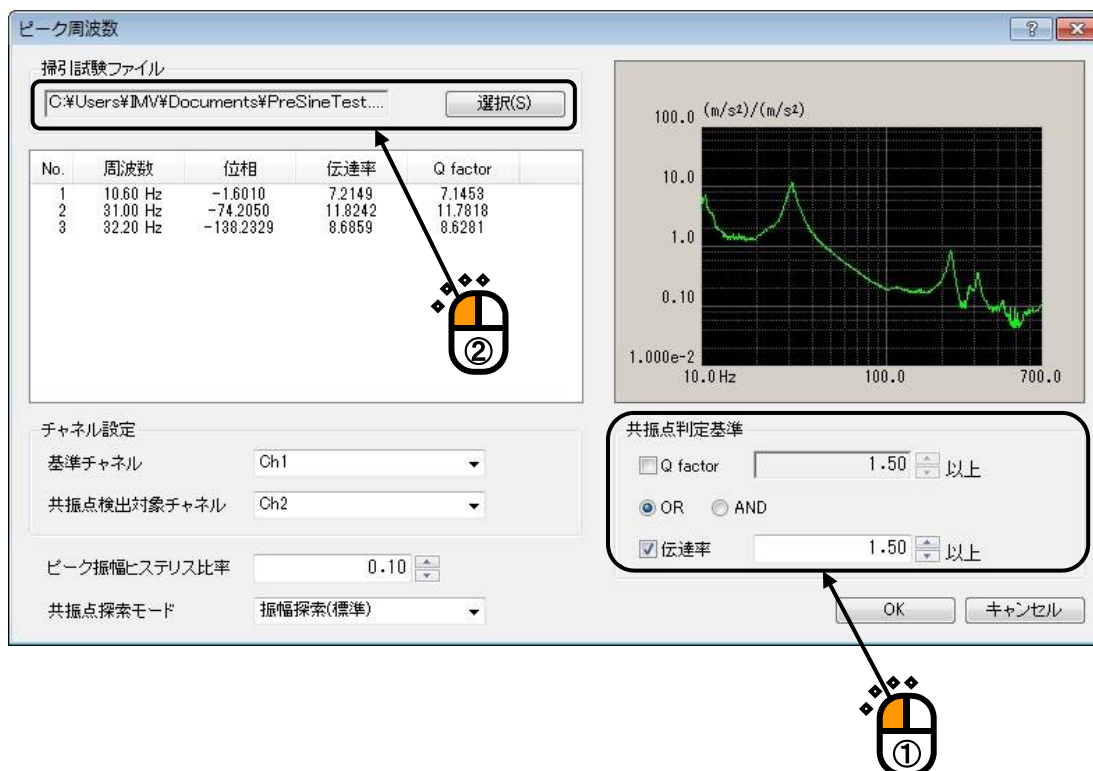 ピーク周波数
掃引試験ファイル
C:¥Users¥IMV¥Documents¥PreSineTest.... 選択(S)
No. 周波数 位相 伝達率 Q factor
1 10.60 Hz -1.6010 7.2149 7.1453
2 31.00 Hz -74.2050 11.8242 11.7818
3 32.20 Hz -138.2329 8.6859 8.6281
②
100.0 (m/s²)/(m/s²)
10.0
1.0
0.10
1.000e-2
10.0Hz 100.0 700.0
チャネル設定
基準チャネル Ch1
共振点検出対象チャネル Ch2
ピーク振幅ヒステリス比率 0.10
共振点探索モード 振幅探索(標準)
共振点判定基準
Q factor 1.50 以上
OR AND
伝達率 1.50 以上
OK キャンセル
①